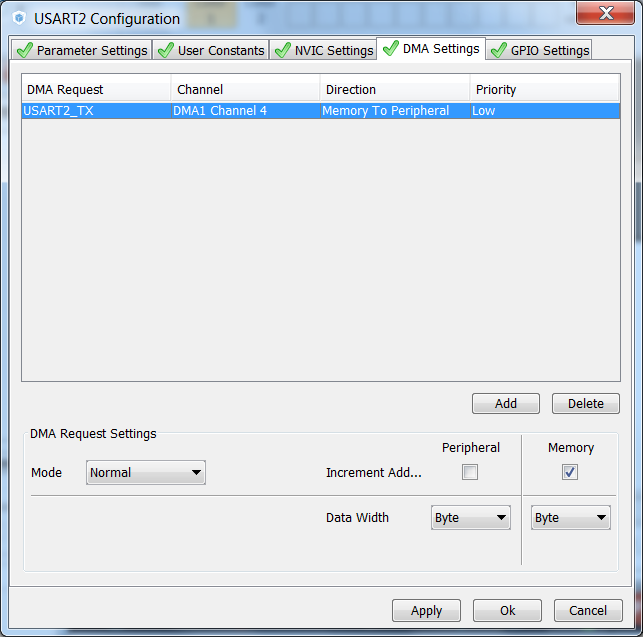 USART2 Configuration
Parameter Settings User Constants NVIC Settings DMA Settings GPIO Settings
DMA Request Channel Direction Priority
USART2_TX DMA1 Channel 4 Memory To Peripheral Low
Add Delete
DMA Request Settings
Peripheral Memory
Mode Normal Increment Add...
Data Width Byte Byte
Apply Ok Cancel